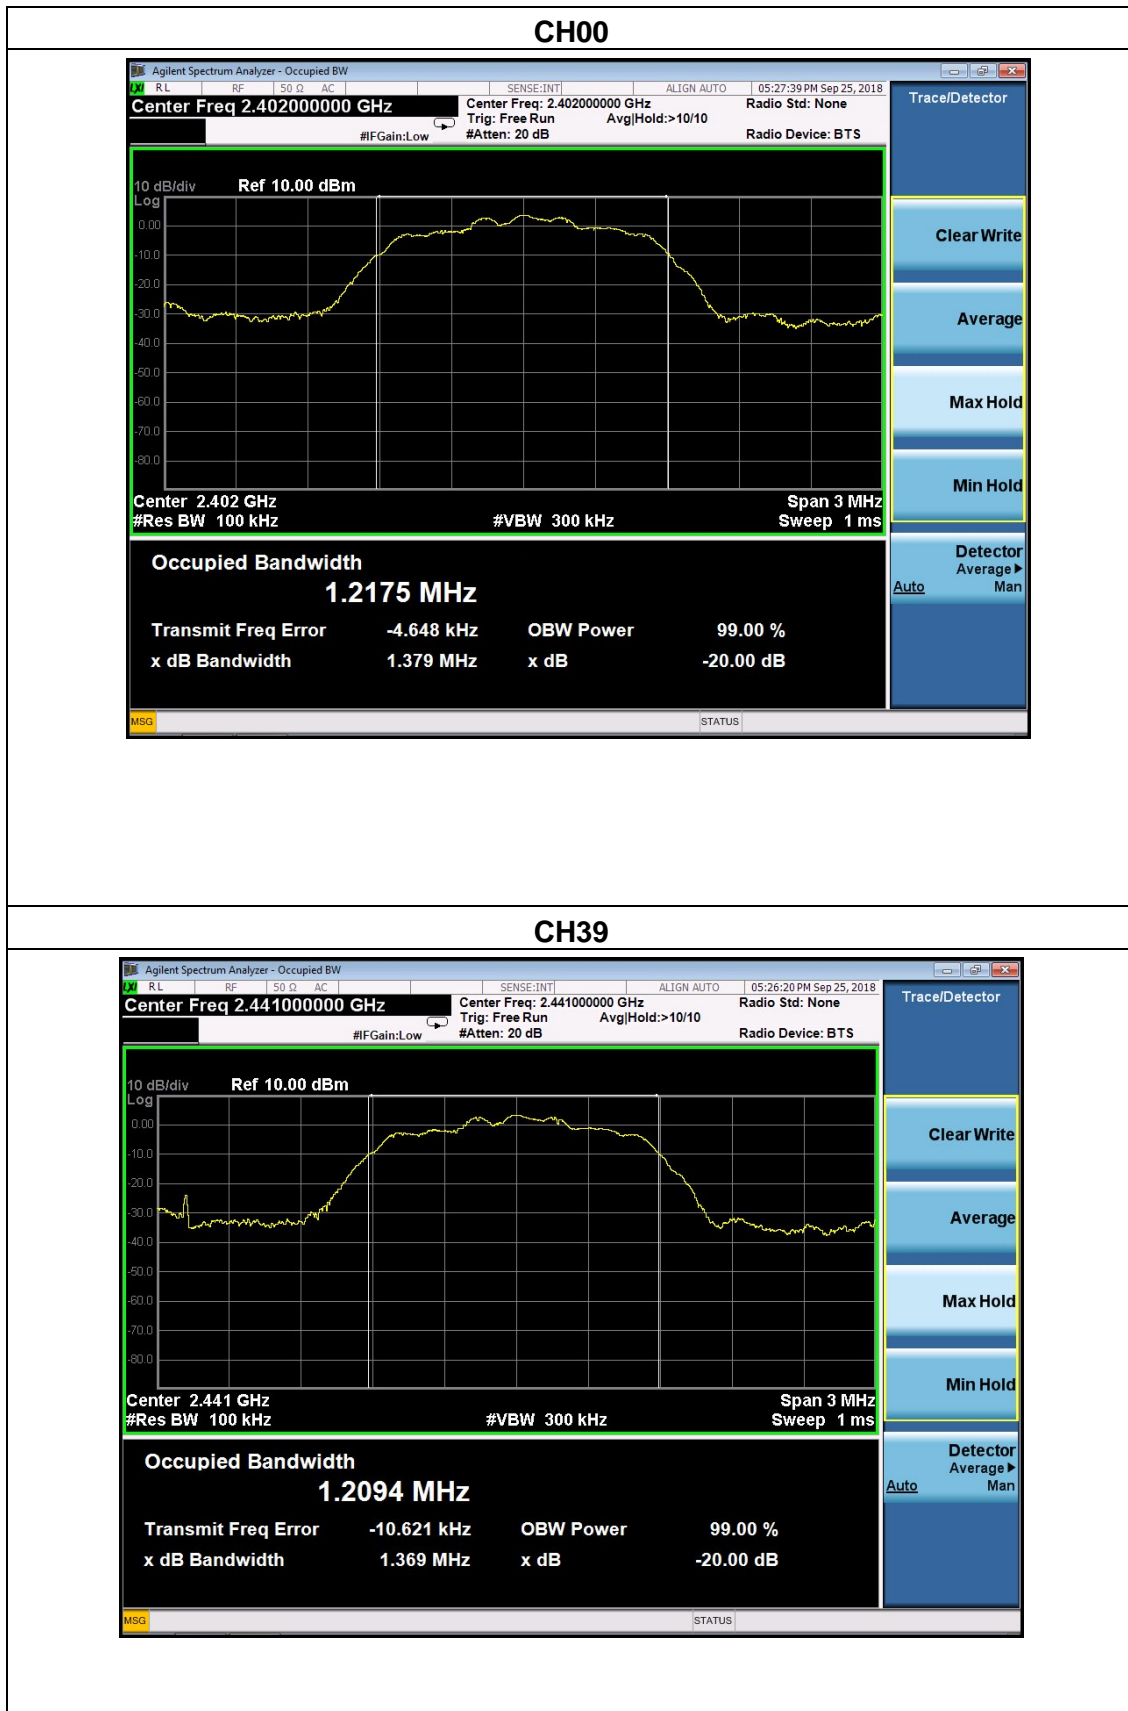 CH00
Agilent Spectrum Analyzer - Occupied BW
LXI RL RF 50 Ω AC SENSE:INT ALIGN AUTO 05:27:39 PM Sep 25, 2018
Center Freq 2.402000000 GHz Center Freq: 2.402000000 GHz Radio Std: None Trace/Detector
Trig: Free Run Avg|Hold:>10/10
#IFGain:Low #Atten: 20 dB Radio Device: BTS
10 dB/div Ref 10.00 dBm
Log
0.00
-10.0
-20.0
-30.0
-40.0
-50.0
-60.0
-70.0
-80.0
Clear Write
Average
Max Hold
Min Hold
Center 2.402 GHz Span 3 MHz
#Res BW 100 kHz #VBW 300 kHz Sweep 1 ms
Detector
Average▶
Auto Man
Occupied Bandwidth
1.2175 MHz
Transmit Freq Error -4.648 kHz OBW Power 99.00 %
x dB Bandwidth 1.379 MHz x dB -20.00 dB
MSG STATUS
CH39
Agilent Spectrum Analyzer - Occupied BW
LXI RL RF 50 Ω AC SENSE:INT ALIGN AUTO 05:26:20 PM Sep 25, 2018
Center Freq 2.441000000 GHz Center Freq: 2.441000000 GHz Radio Std: None Trace/Detector
Trig: Free Run Avg|Hold:>10/10
#IFGain:Low #Atten: 20 dB Radio Device: BTS
10 dB/div Ref 10.00 dBm
Log
0.00
-10.0
-20.0
-30.0
-40.0
-50.0
-60.0
-70.0
-80.0
Clear Write
Average
Max Hold
Min Hold
Center 2.441 GHz Span 3 MHz
#Res BW 100 kHz #VBW 300 kHz Sweep 1 ms
Detector
Average▶
Auto Man
Occupied Bandwidth
1.2094 MHz
Transmit Freq Error -10.621 kHz OBW Power 99.00 %
x dB Bandwidth 1.369 MHz x dB -20.00 dB
MSG STATUS